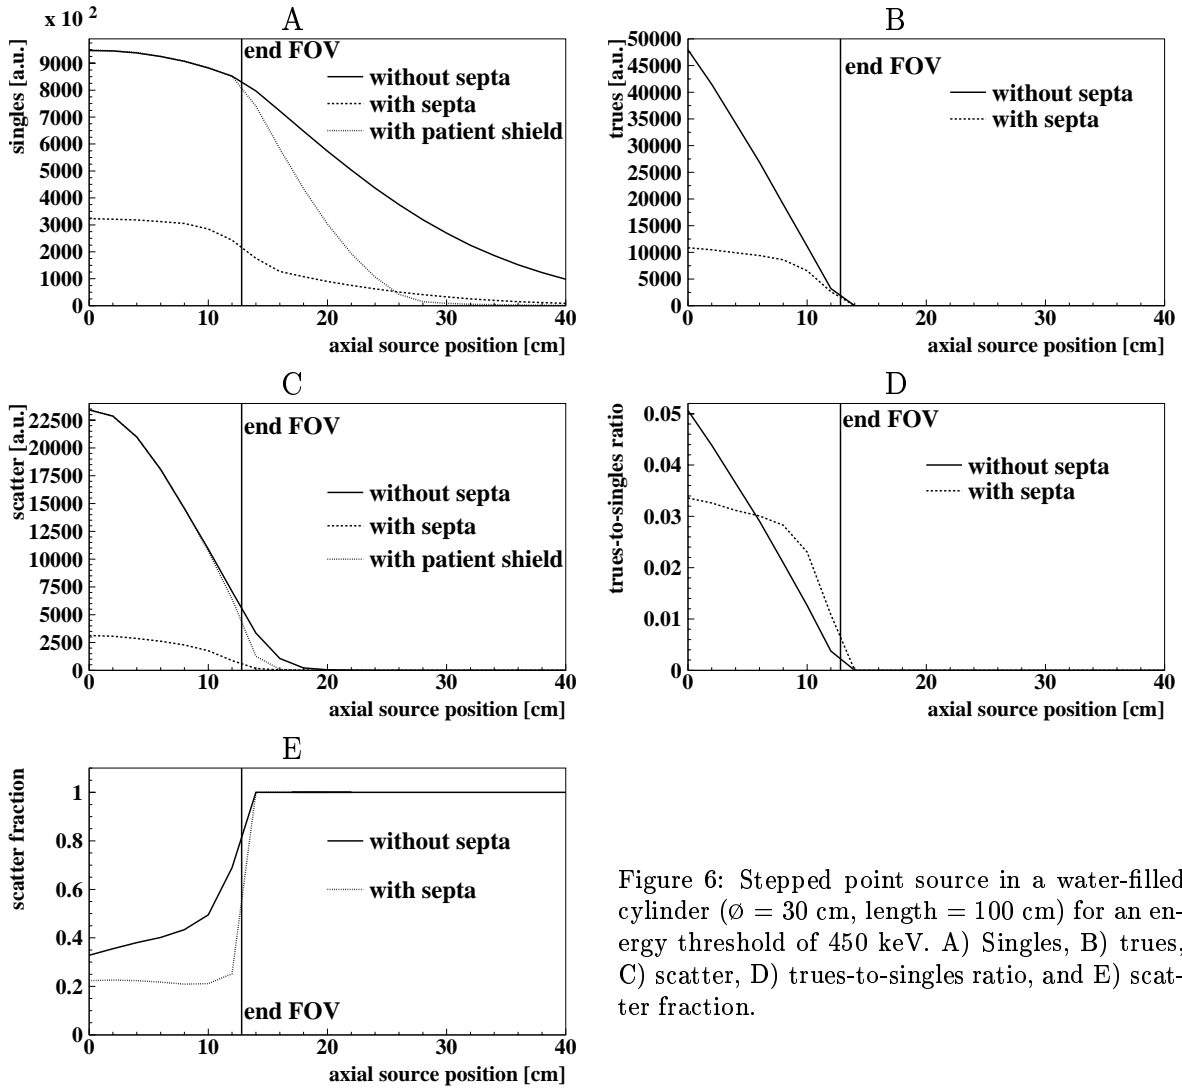 x 10 2
A
singles [a.u.]
9000
8000
7000
6000
5000
4000
3000
2000
1000
0
end FOV
without septa
with septa
with patient shield
0 10 20 30 40
axial source position [cm]
B
trues [a.u.]
50000
45000
40000
35000
30000
25000
20000
15000
10000
5000
0
end FOV
without septa
with septa
0 10 20 30 40
axial source position [cm]
C
scatter [a.u.]
22500
20000
17500
15000
12500
10000
7500
5000
2500
0
end FOV
without septa
with septa
with patient shield
0 10 20 30 40
axial source position [cm]
D
trues-to-singles ratio
0.05
0.04
0.03
0.02
0.01
0
end FOV
without septa
with septa
0 10 20 30 40
axial source position [cm]
E
scatter fraction
1
0.8
0.6
0.4
0.2
0
without septa
with septa
end FOV
0 10 20 30 40
axial source position [cm]
Figure 6: Stepped point source in a water-filled
cylinder (ø = 30 cm, length = 100 cm) for an en-
ergy threshold of 450 keV. A) Singles, B) trues,
C) scatter, D) trues-to-singles ratio, and E) scat-
ter fraction.